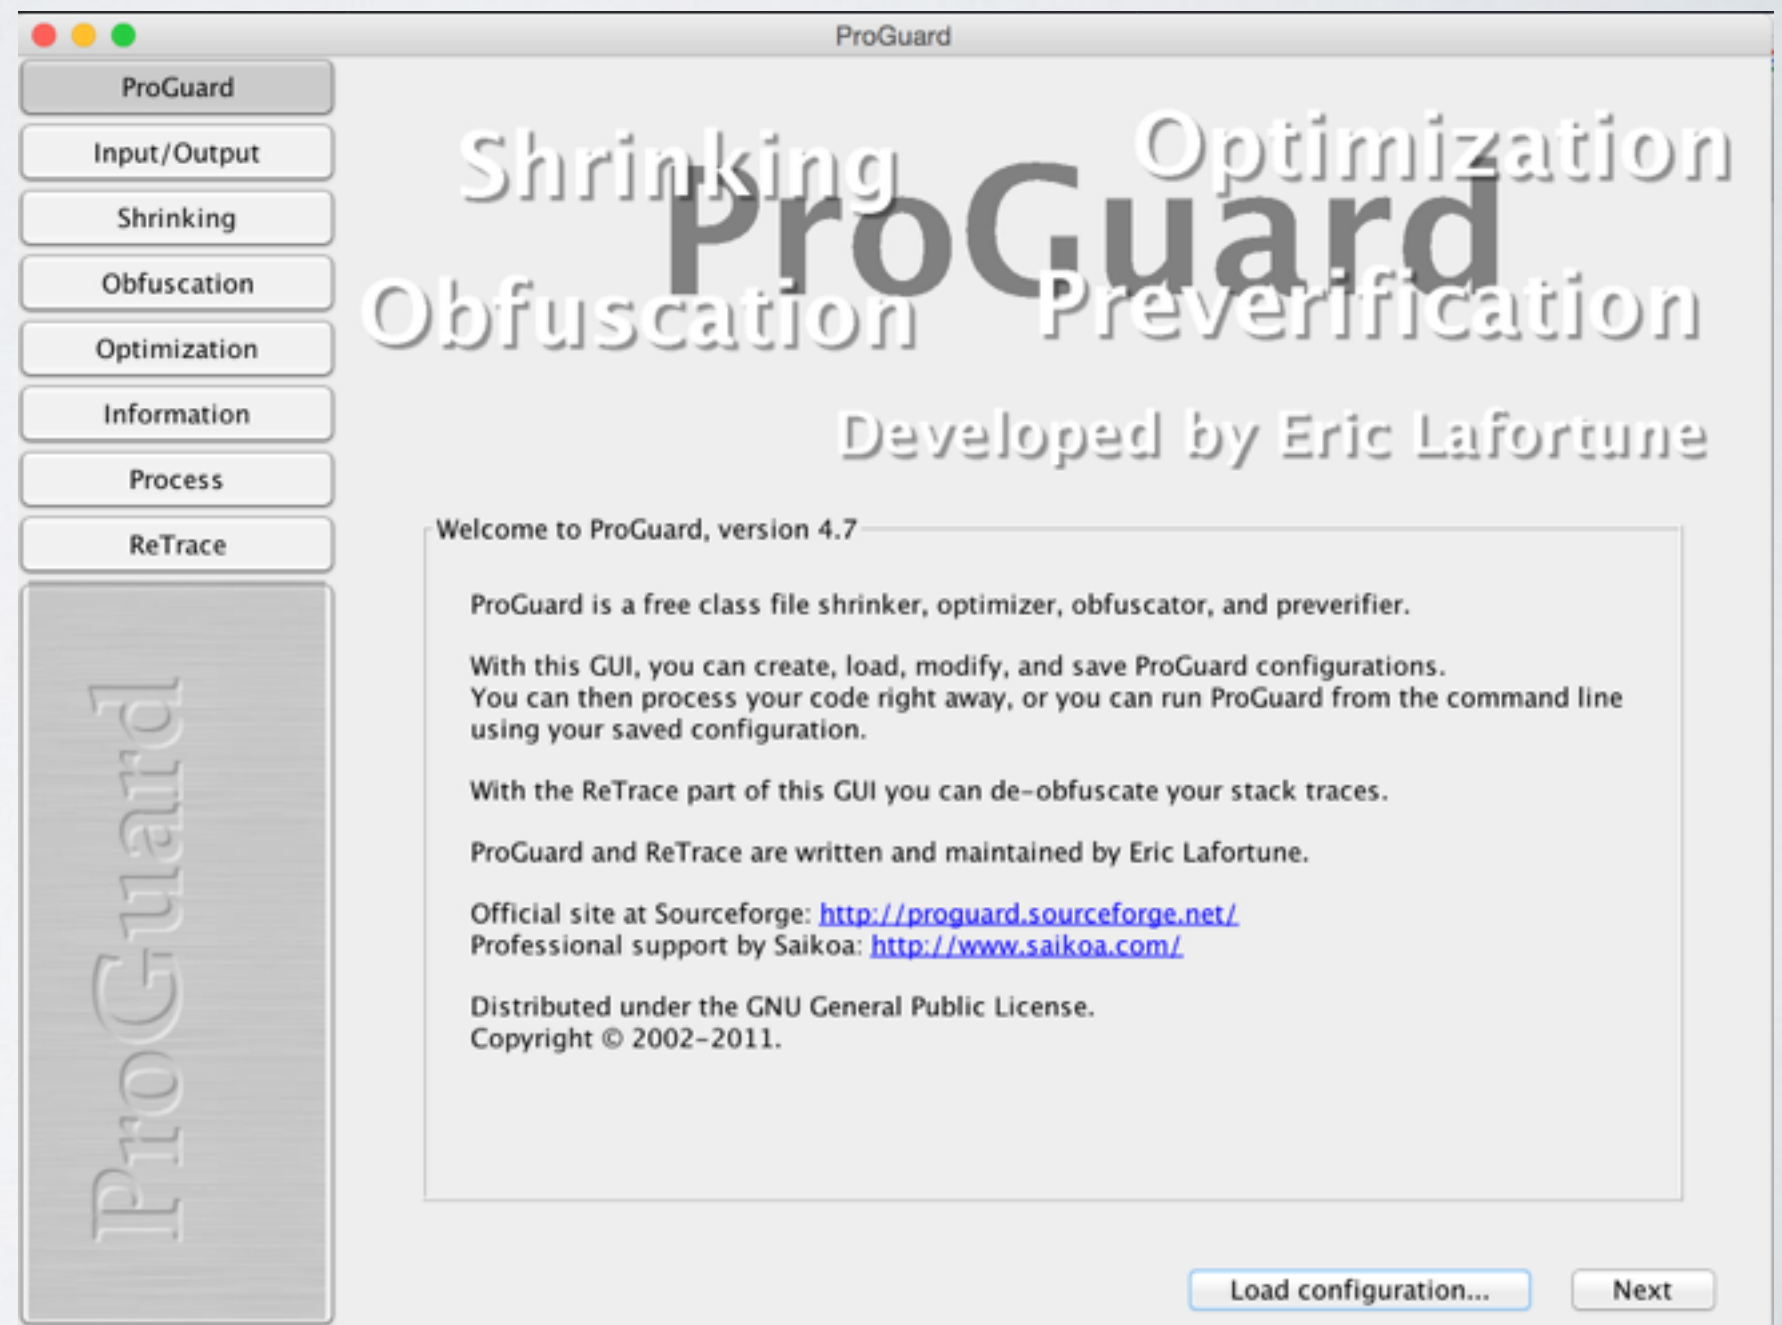 ProGuard
ProGuard
Input/Output
Shrinking
Obfuscation
Optimization
Information
Process
ReTrace
ProGuard
Shrinking
Optimization
ProGuard
Obfuscation
Preverification
Developed by Eric Lafortune
Welcome to ProGuard, version 4.7
ProGuard is a free class file shrinker, optimizer, obfuscator, and preverifier.
With this GUI, you can create, load, modify, and save ProGuard configurations.
You can then process your code right away, or you can run ProGuard from the command line
using your saved configuration.
With the ReTrace part of this GUI you can de-obfuscate your stack traces.
ProGuard and ReTrace are written and maintained by Eric Lafortune.
Official site at Sourceforge: http://proguard.sourceforge.net/
Professional support by Saikoa: http://www.saikoa.com/
Distributed under the GNU General Public License.
Copyright © 2002-2011.
Load configuration...
Next